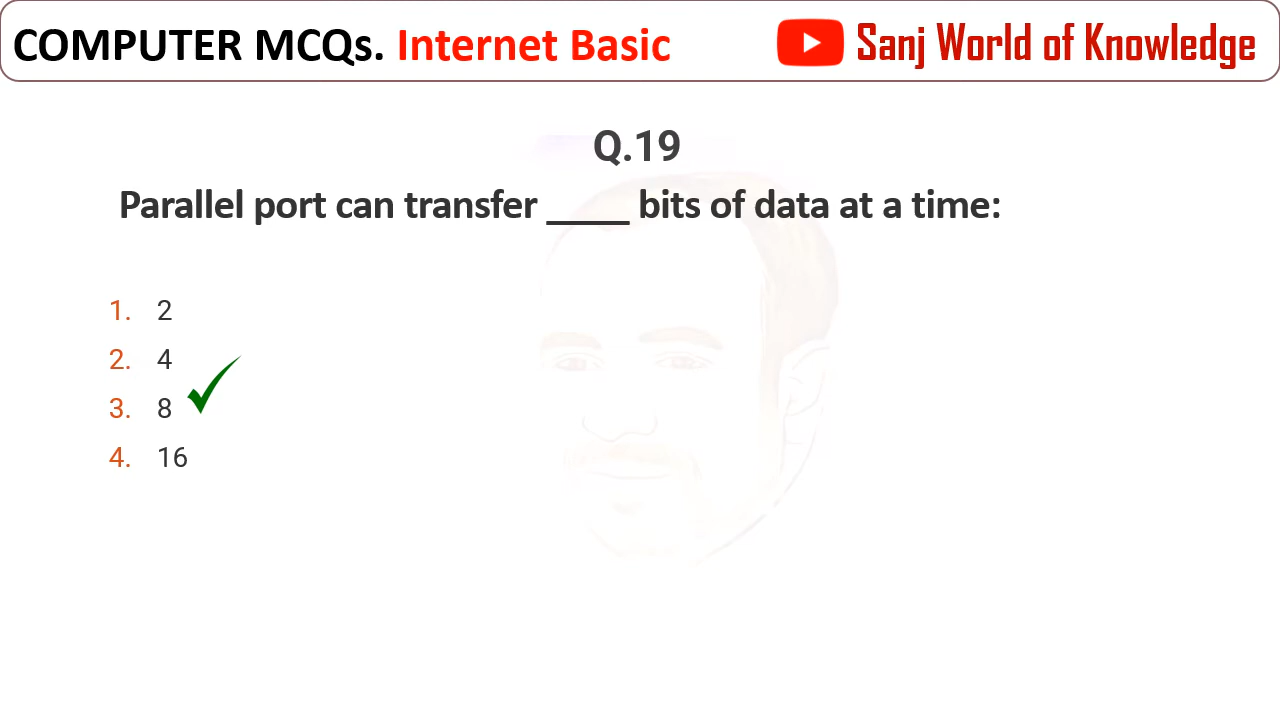 COMPUTER MCQs. Internet Basic
Sanj World of Knowledge
Q.19
Parallel port can transfer ____ bits of data at a time:
1. 2
2. 4
3. 8
4. 16